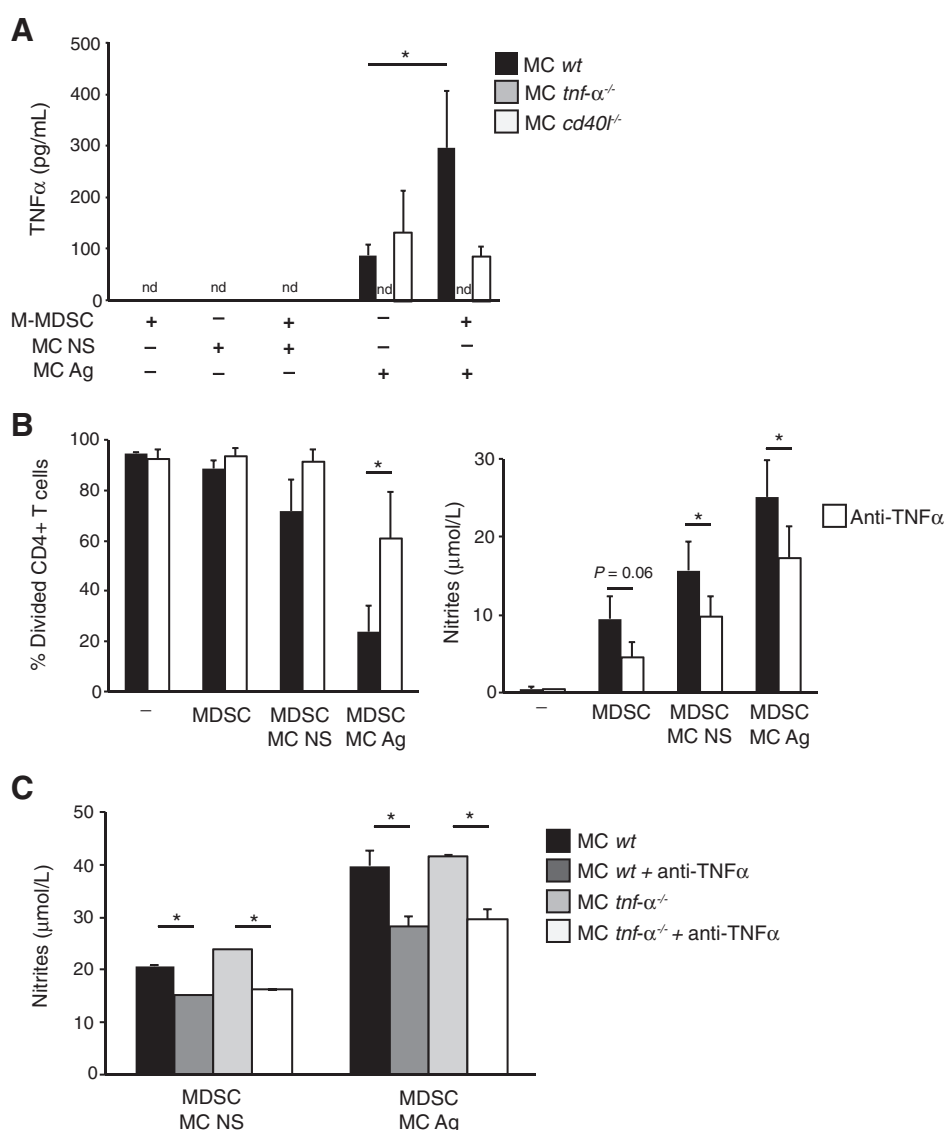 A
500
400
300
200
100
0
TNFα (pg/mL)
*
MC wt
MC tnf-α-/-
MC cd40l-/-
nd nd nd nd nd
M-MDSC + – + – +
MC NS – + + – –
MC Ag – – – + +
B
100
80
60
40
20
0
% Divided CD4+ T cells
*
– MDSC MDSC MDSC
MC NS MC Ag
30
20
10
0
Nitrites (μmol/L)
P = 0.06
*
*
Anti-TNFα
– MDSC MDSC MDSC
MC NS MC Ag
C
50
40
30
20
10
0
Nitrites (μmol/L)
* * * *
MC wt
MC wt + anti-TNFα
MC tnf-α-/-
MC tnf-α-/- + anti-TNFα
MDSC MDSC
MC NS MC Ag